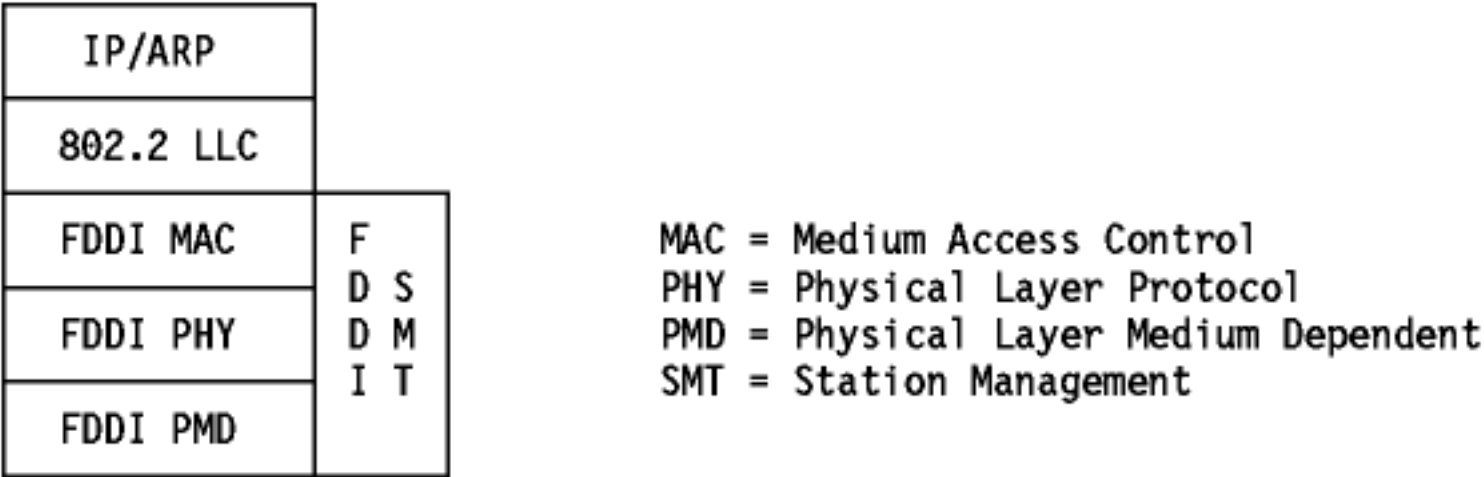 IP/ARP
802.2 LLC
FDDI MAC
FDDI PHY
FDDI PMD
F
D S
D M
I T
MAC = Medium Access Control
PHY = Physical Layer Protocol
PMD = Physical Layer Medium Dependent
SMT = Station Management